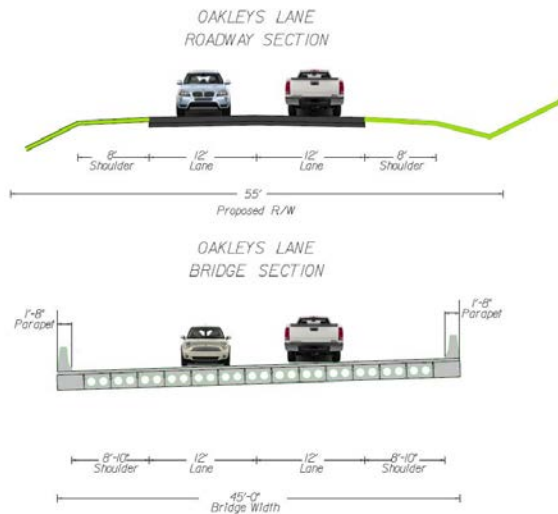 OAKLEYS LANE
ROADWAY SECTION
8'
Shoulder
12'
Lane
12'
Lane
8'
Shoulder
55'
Proposed R/W
OAKLEYS LANE
BRIDGE SECTION
1'-8"
Parapet
1'-8"
Parapet
8'-10"
Shoulder
12'
Lane
12'
Lane
8'-10"
Shoulder
45'-0"
Bridge Width